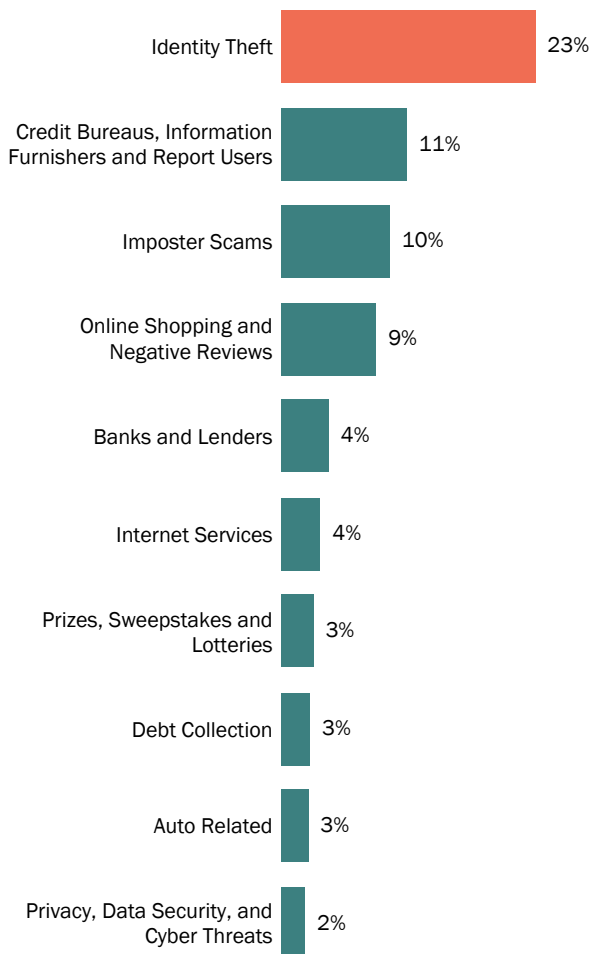 Identity Theft
23%
Credit Bureaus, Information
Furnishers and Report Users
11%
Imposter Scams
10%
Online Shopping and
Negative Reviews
9%
Banks and Lenders
4%
Internet Services
4%
Prizes, Sweepstakes and
Lotteries
3%
Debt Collection
3%
Auto Related
3%
Privacy, Data Security, and
Cyber Threats
2%